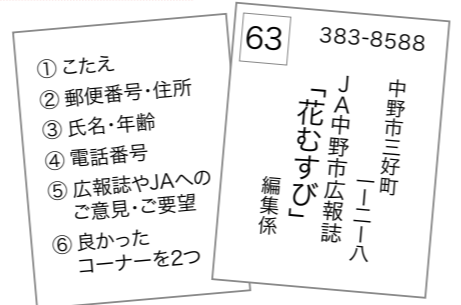 ① こたえ
② 郵便番号・住所
③ 氏名・年齢
④ 電話番号
⑤ 広報誌やJAへの
ご意見・ご要望
⑥ 良かった
コーナーを2つ
63
383-8588
中野市三好町
一ー二ー八
JA中野市広報誌
「花むすび」
編集係